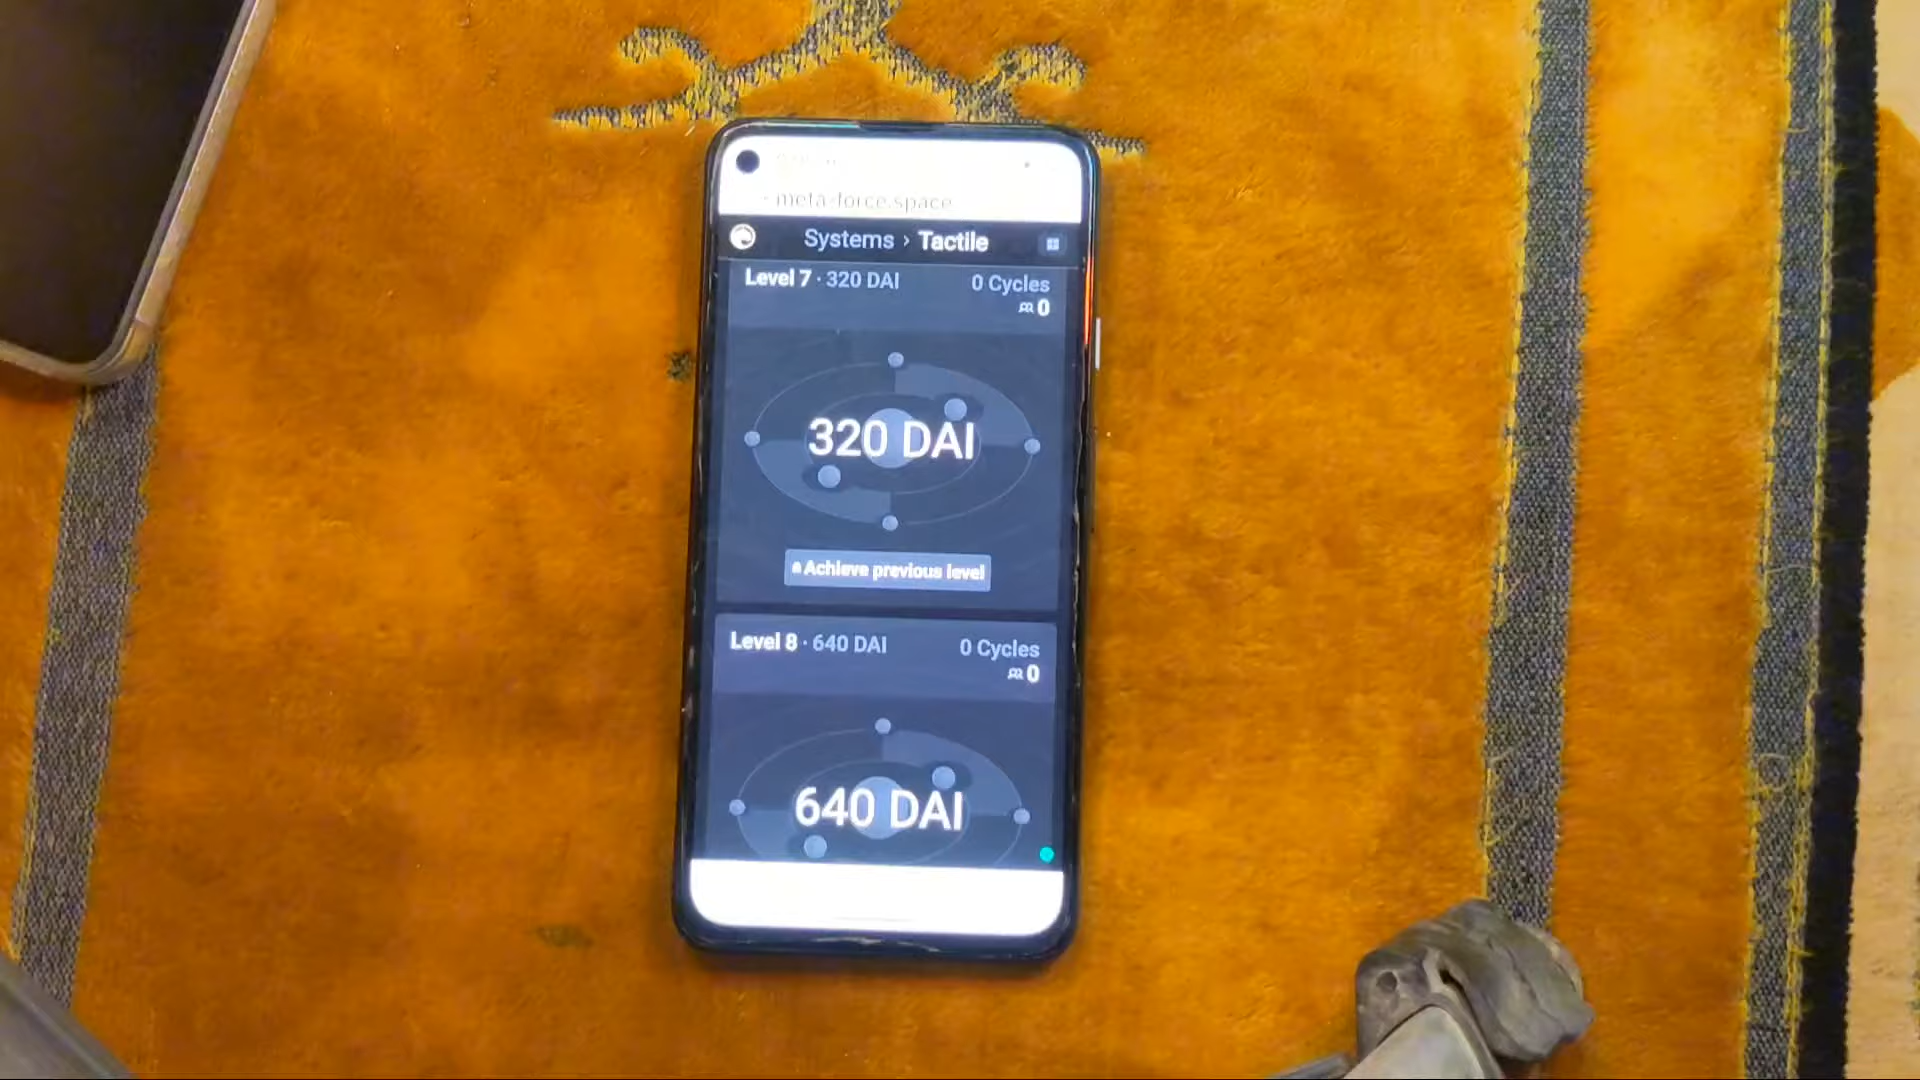 meta-force.space
Systems › Tactile
Level 7 · 320 DAI
0 Cycles
0
320 DAI
Achieve previous level
Level 8 · 640 DAI
0 Cycles
0
640 DAI